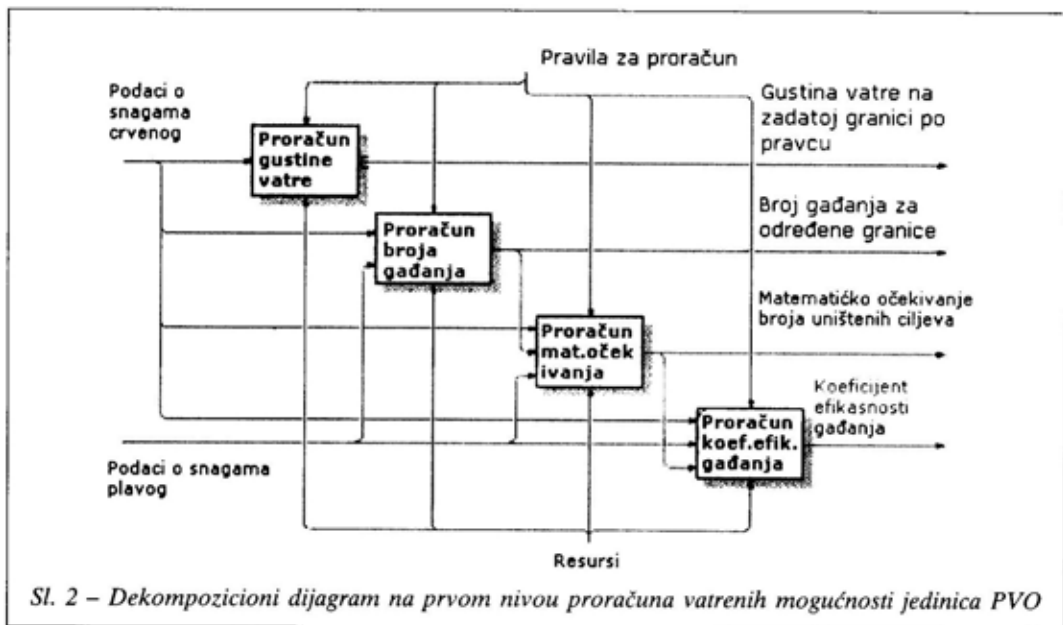 Pravila za proračun
Podaci o
snagama
crvenog
Gustina vatre na
zadatoj granici po
pravcu
Proračun
gustine
vatre
Broj gađanja za
određene granice
Proračun
broja
gađanja
Matematičko očekivanje
broja uništenih ciljeva
Proračun
mat.oček
ivanja
Koeficijent
efikasnosti
gađanja
Proračun
koef.efik.
gađanja
Podaci o snagama
plavog
Resursi
Sl. 2 – Dekompozicioni dijagram na prvom nivou proračuna vatrenih mogućnosti jedinica PVO